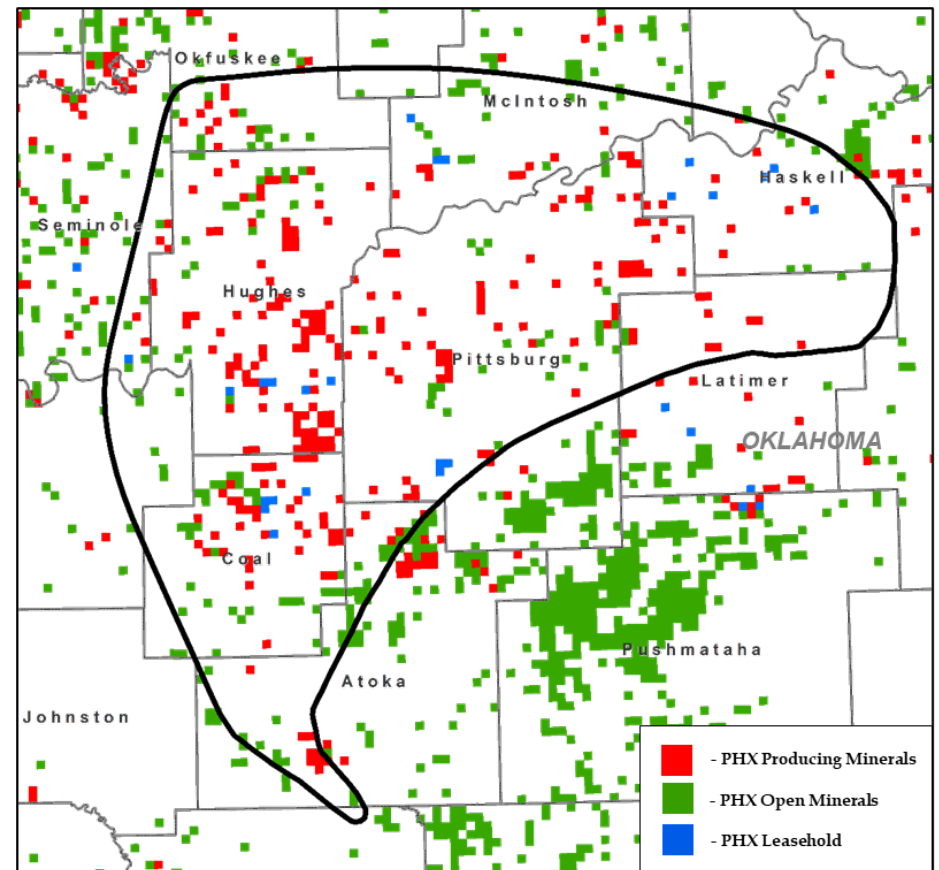 Okfuskee
McIntosh
Haskell
Seminole
Hughes
Pittsburg
Latimer
OKLAHOMA
Coal
Pushmataha
Atoka
Johnston
- PHX Producing Minerals
- PHX Open Minerals
- PHX Leasehold